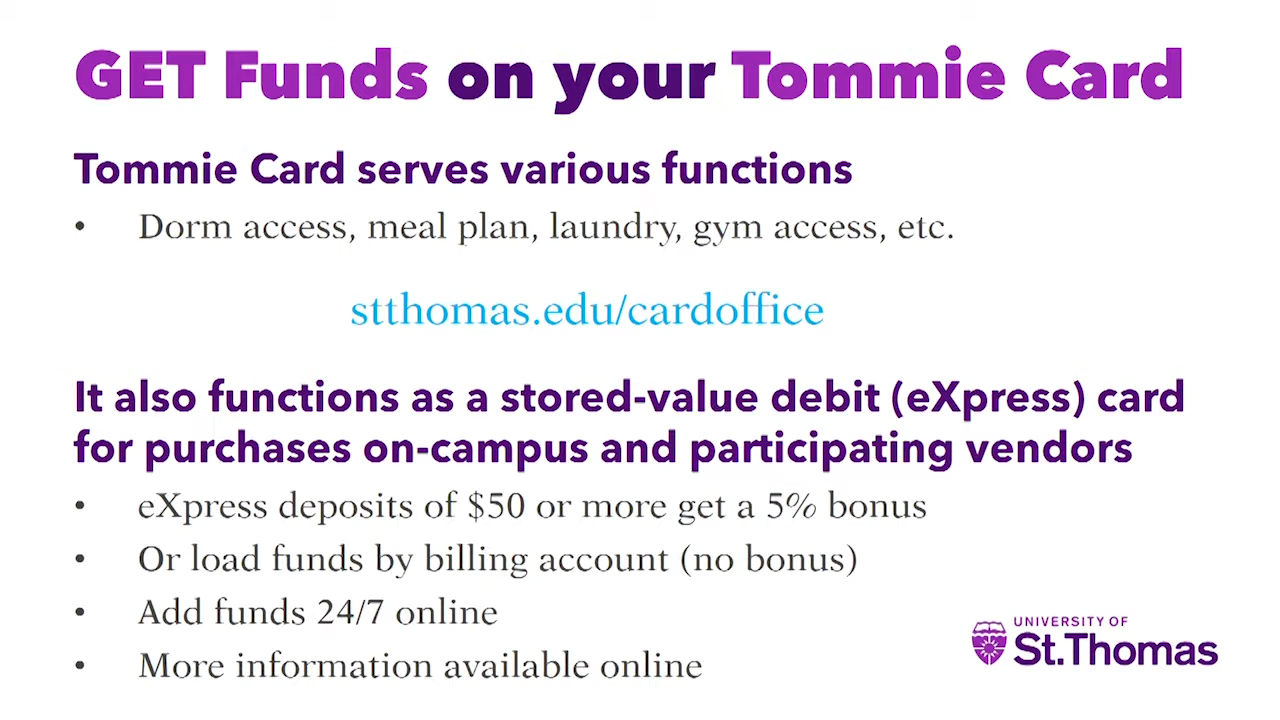 GET Funds on your Tommie Card
Tommie Card serves various functions
• Dorm access, meal plan, laundry, gym access, etc.
stthomas.edu/cardoffice
It also functions as a stored-value debit (eXpress) card
for purchases on-campus and participating vendors
• eXpress deposits of $50 or more get a 5% bonus
• Or load funds by billing account (no bonus)
• Add funds 24/7 online
• More information available online
UNIVERSITY OF
St.Thomas